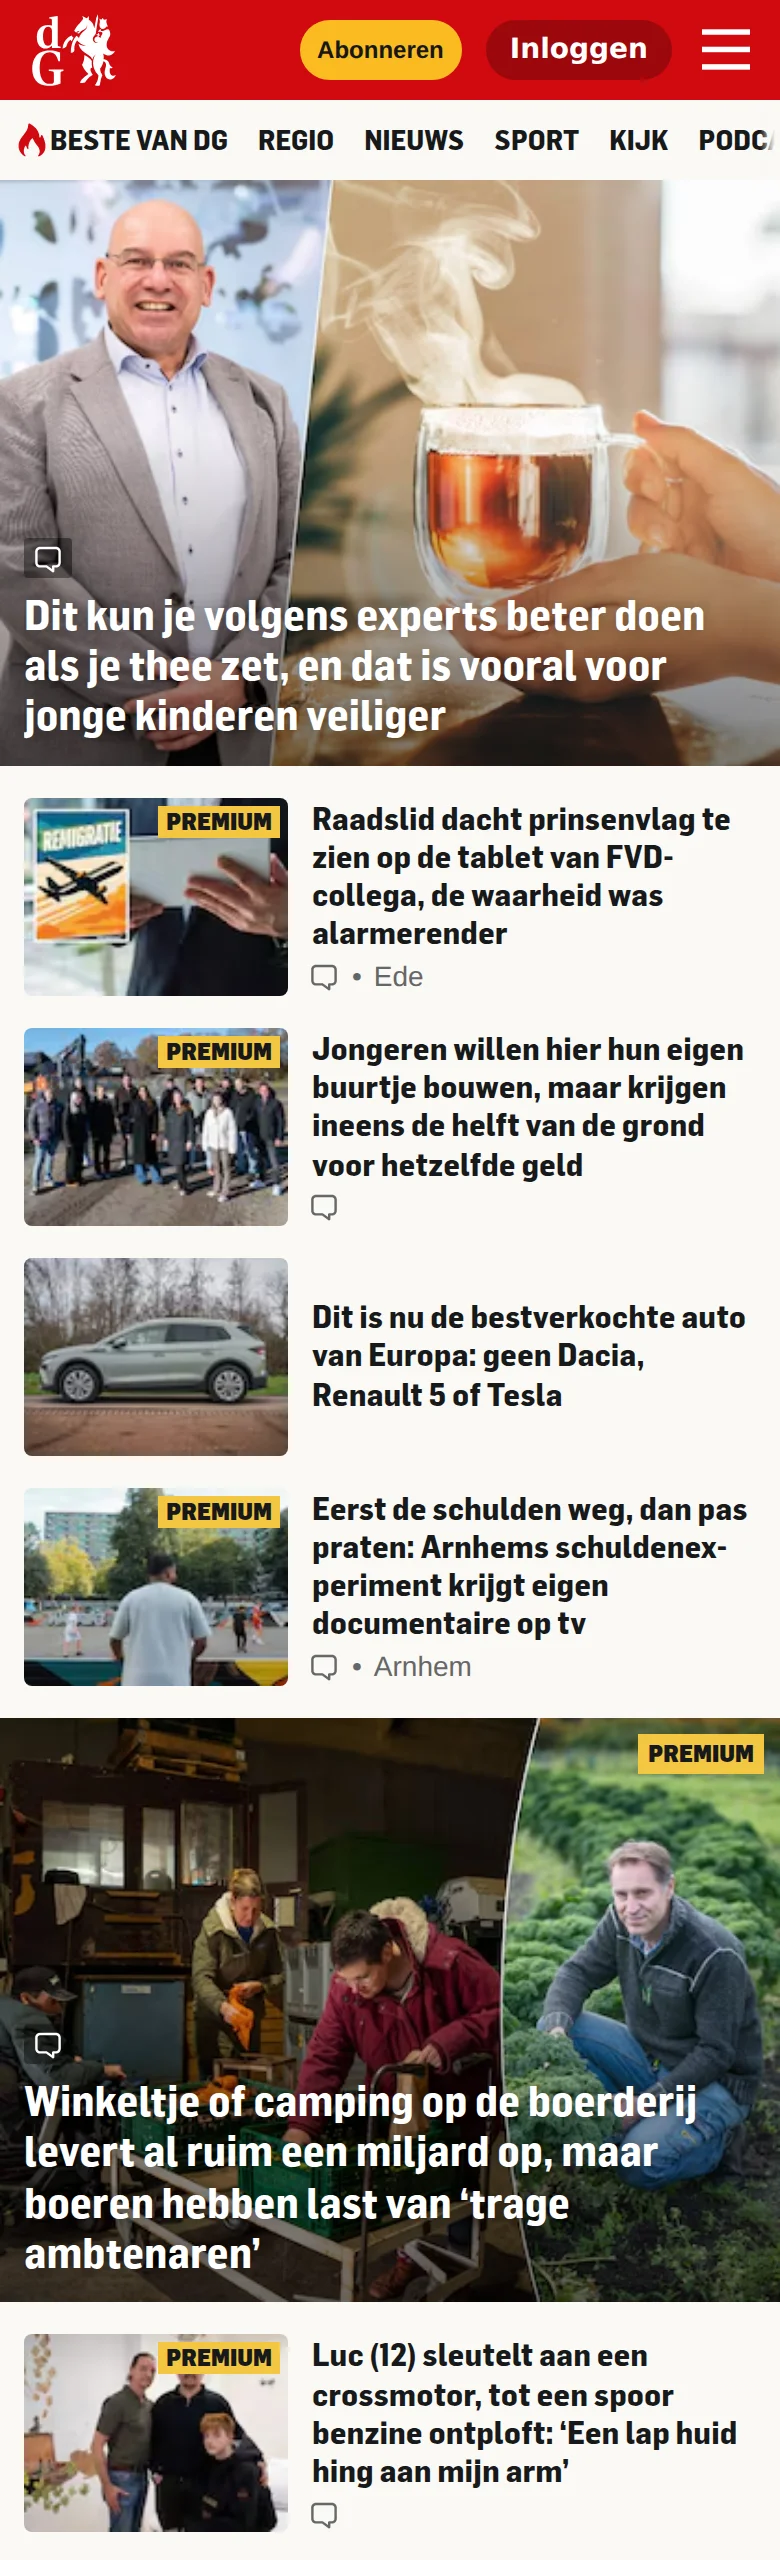 dG
Abonneren
Inloggen
BESTE VAN DG REGIO NIEUWS SPORT KIJK PODCA
Dit kun je volgens experts beter doen
als je thee zet, en dat is vooral voor
jonge kinderen veiliger
REMIGRATIE
PREMIUM
Raadslid dacht prinsenvlag te
zien op de tablet van FVD-
collega, de waarheid was
alarmerender
• Ede
PREMIUM
Jongeren willen hier hun eigen
buurtje bouwen, maar krijgen
ineens de helft van de grond
voor hetzelfde geld
Dit is nu de bestverkochte auto
van Europa: geen Dacia,
Renault 5 of Tesla
PREMIUM
Eerst de schulden weg, dan pas
praten: Arnhems schuldenex-
periment krijgt eigen
documentaire op tv
• Arnhem
PREMIUM
Winkeltje of camping op de boerderij
levert al ruim een miljard op, maar
boeren hebben last van ‘trage
ambtenaren’
PREMIUM
Luc (12) sleutelt aan een
crossmotor, tot een spoor
benzine ontploft: ‘Een lap huid
hing aan mijn arm’